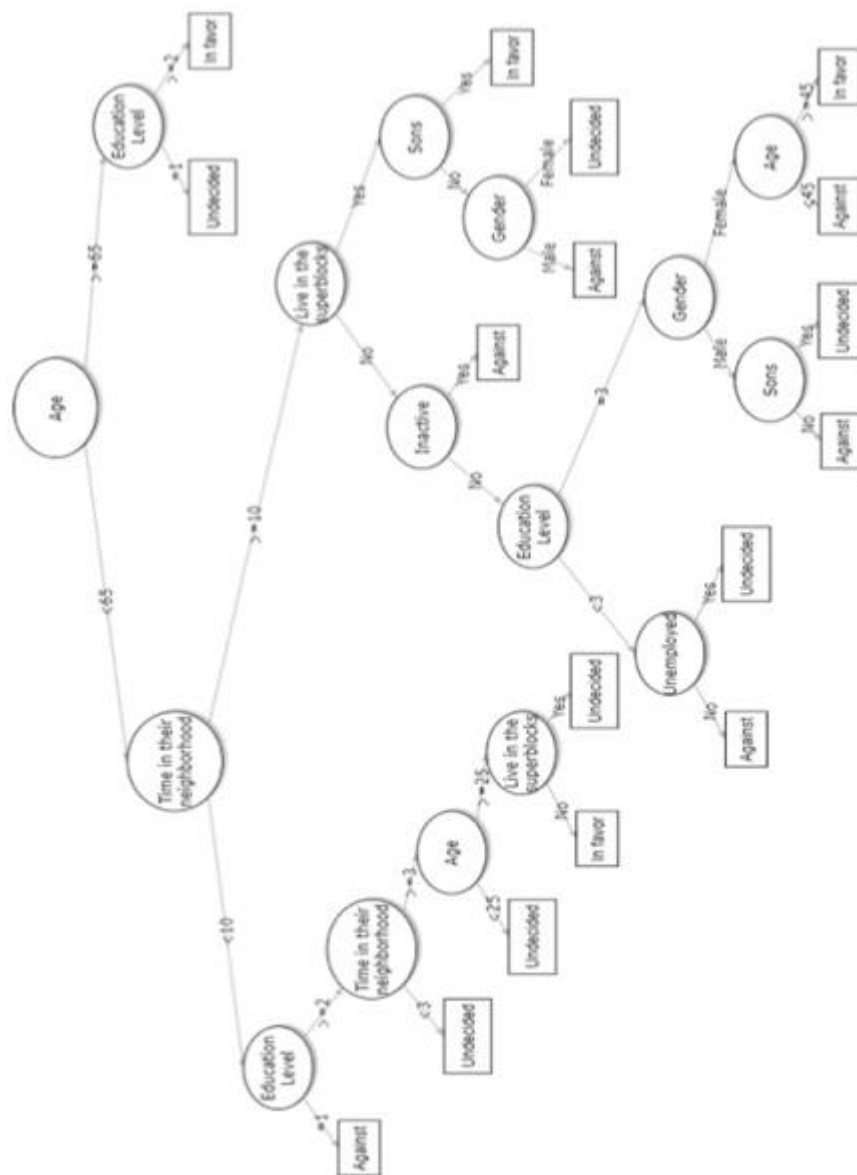 Age
<65
>=65
Time in their
neighborhood
Education
Level
=1
>=2
Undecided
In favor
<10
>=10
Education
Level
Live in the
superblocks
=1
>=2
No
Yes
Against
Time in their
neighborhood
Inactive
Sons
<3
>=3
No
Yes
No
Yes
Undecided
Age
Against
Gender
In favor
<25
>=25
Male
Female
Undecided
Live in the
superblocks
Education
Level
Against
Undecided
No
Yes
<3
=3
In favor
Undecided
Unemployed
Gender
No
Yes
Male
Female
Against
Undecided
Sons
Age
No
Yes
<45
>=45
Against
Undecided
Against
In favor